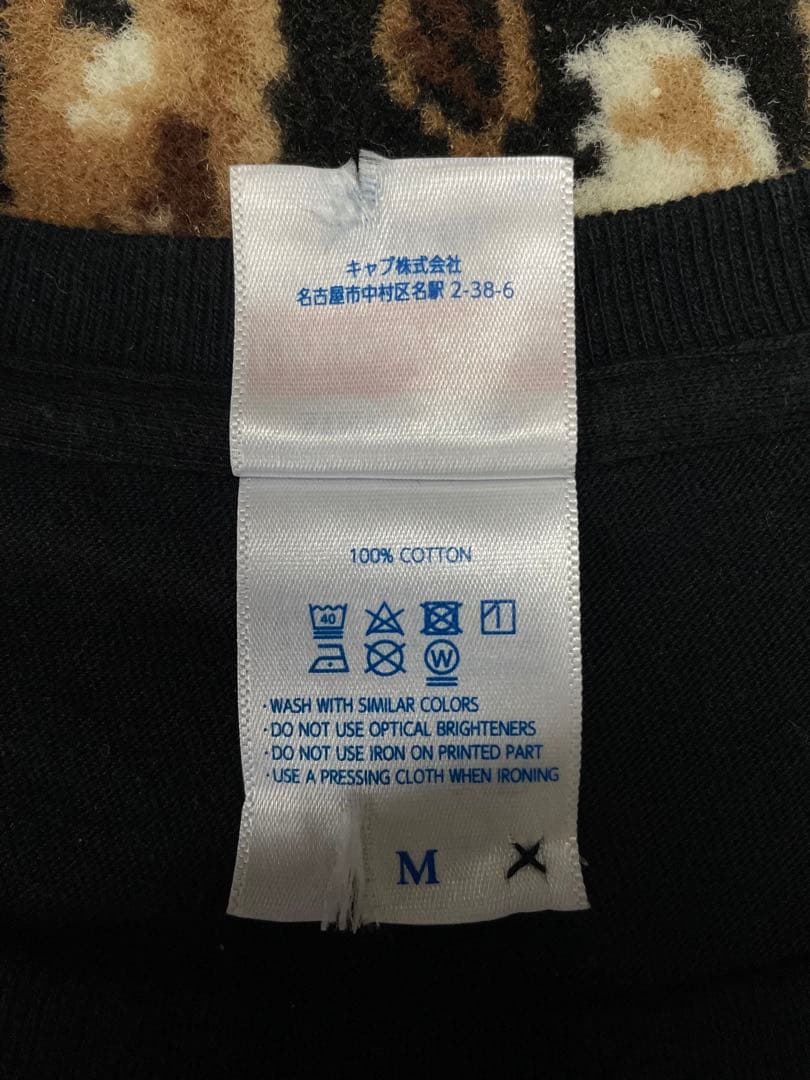 キャブ株式会社
名古屋市中村区名駅 2-38-6
100% COTTON
40
W
·WASH WITH SIMILAR COLORS
·DO NOT USE OPTICAL BRIGHTENERS
·DO NOT USE IRON ON PRINTED PART
·USE A PRESSING CLOTH WHEN IRONING
M